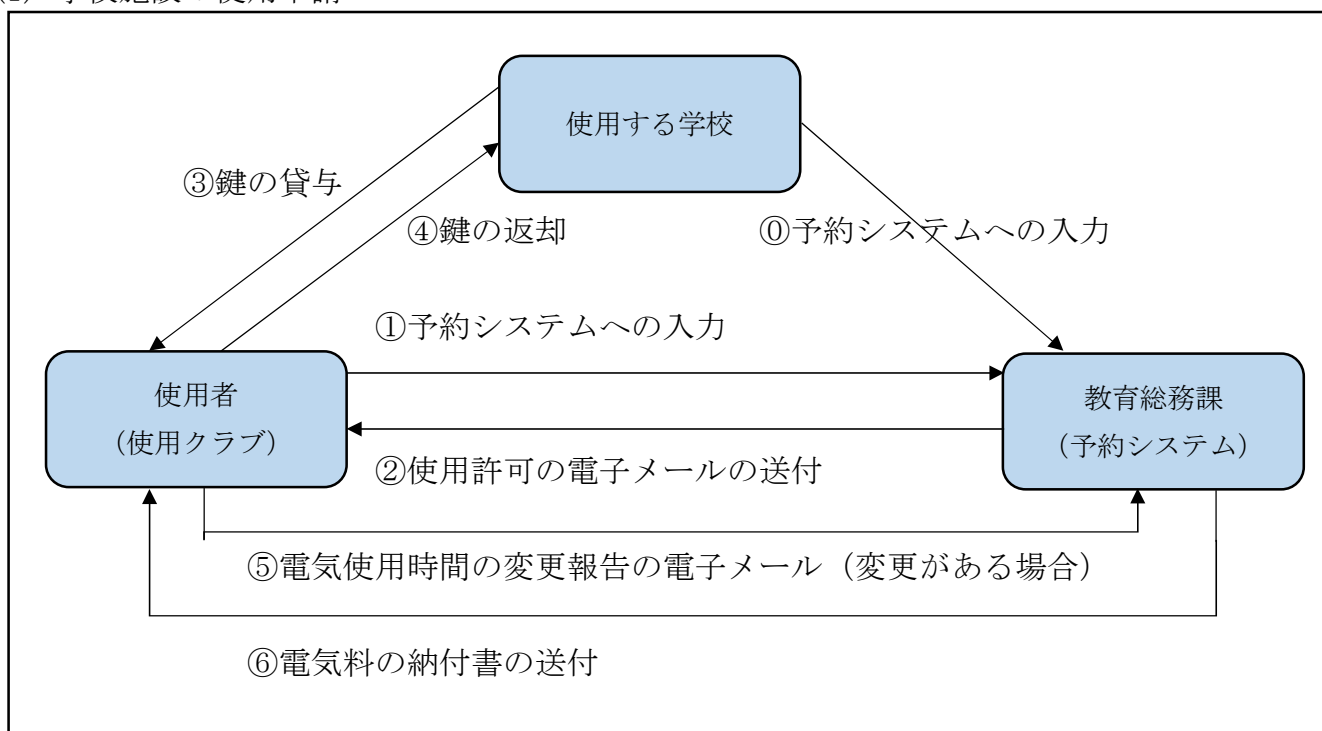 使用する学校
③鍵の貸与
④鍵の返却
⓪予約システムへの入力
①予約システムへの入力
使用者
（使用クラブ）
教育総務課
（予約システム）
②使用許可の電子メールの送付
⑤電気使用時間の変更報告の電子メール（変更がある場合）
⑥電気料の納付書の送付